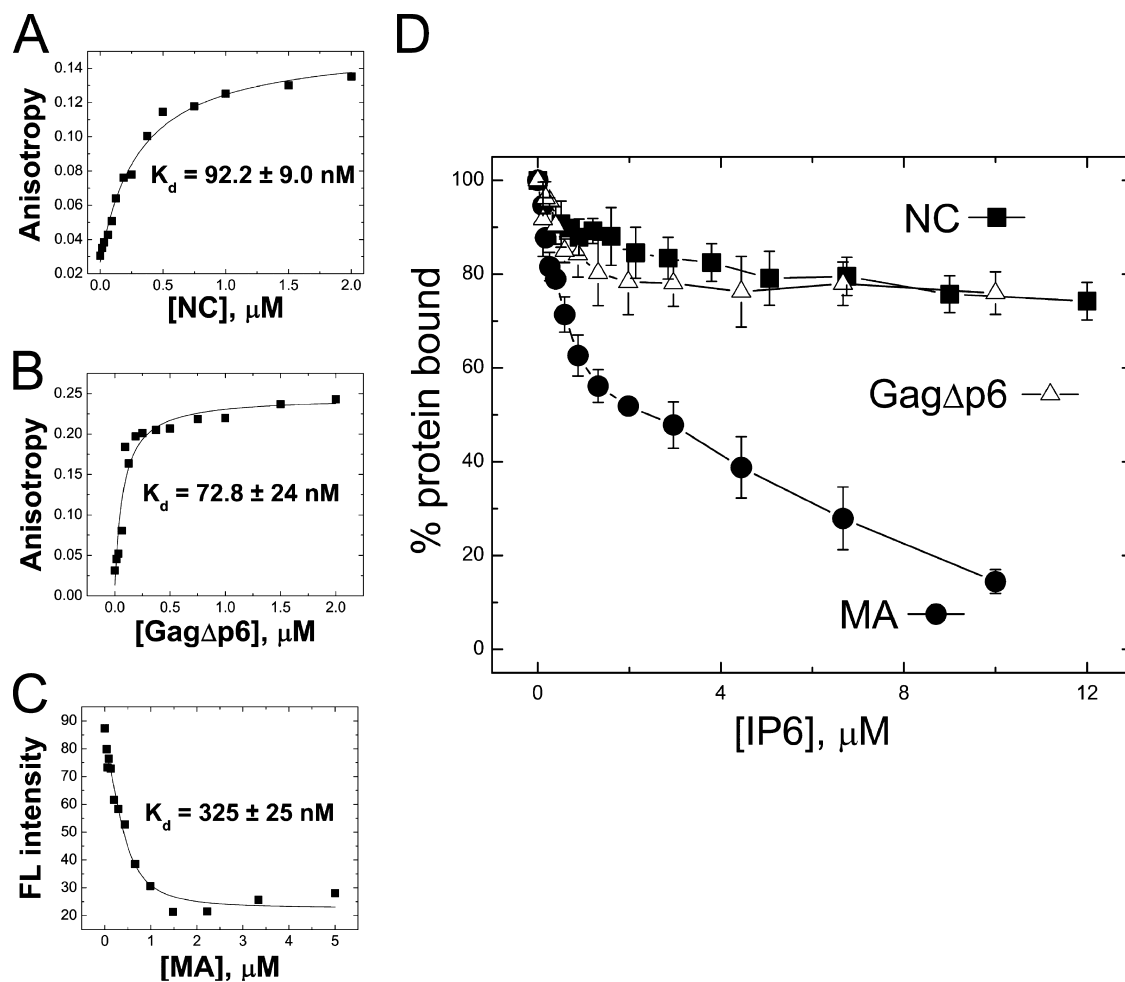 A
Anisotropy
0.14
0.12
0.10
0.08
0.06
0.04
0.02
K_d = 92.2 ± 9.0 nM
0.0 0.5 1.0 1.5 2.0
[NC], μM
B
Anisotropy
0.25
0.20
0.15
0.10
0.05
0.00
K_d = 72.8 ± 24 nM
0.0 0.5 1.0 1.5 2.0
[GagΔp6], μM
C
FL intensity
90
80
70
60
50
40
30
20
K_d = 325 ± 25 nM
0 1 2 3 4 5
[MA], μM
D
% protein bound
100
80
60
40
20
0
NC
GagΔp6
MA
0 4 8 12
[IP6], μM